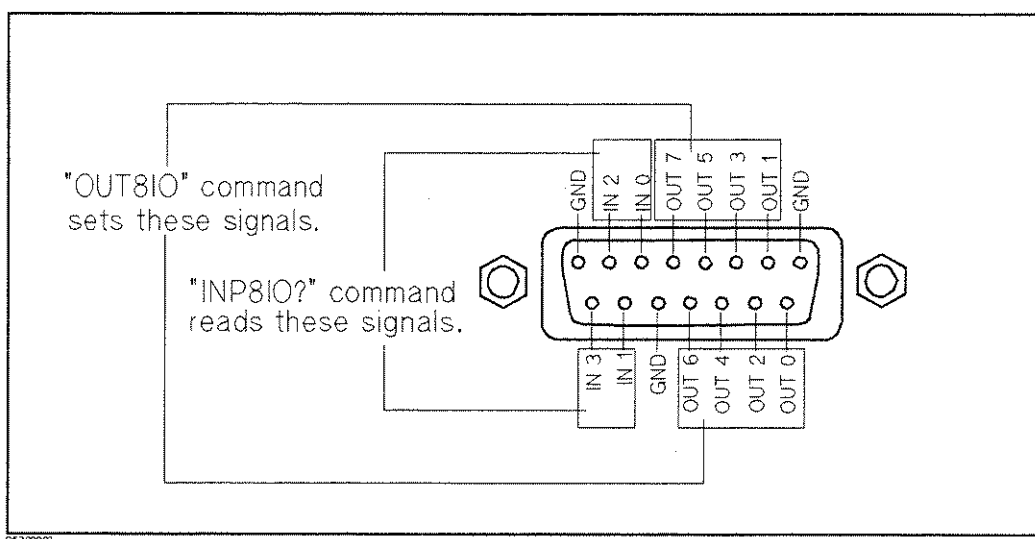 "OUT8IO" command
sets these signals.
"INP8IO?" command
reads these signals.
GND
IN 2
IN 0
OUT 7
OUT 5
OUT 3
OUT 1
GND
IN 3
IN 1
GND
OUT 6
OUT 4
OUT 2
OUT 0